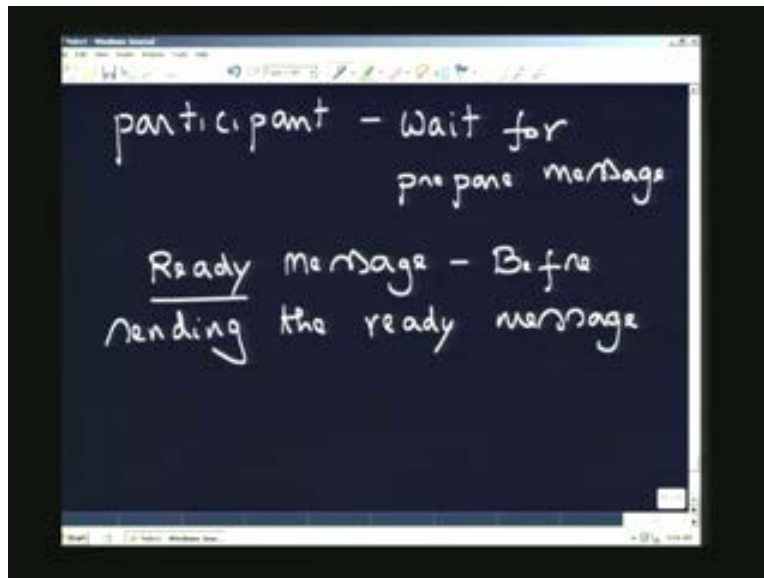 participant - Wait for
prepare message
Ready message - Before
sending the ready message